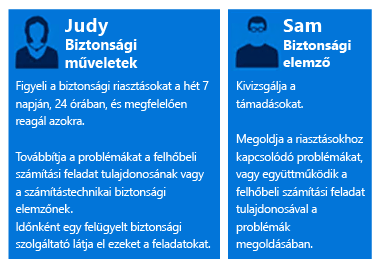 Judy
Biztonsági
műveletek
Figyeli a biztonsági riasztásokat a hét 7
napján, 24 órában, és megfelelően
reagál azokra.
Továbbítja a problémákat a felhőbeli
számítási feladat tulajdonosának vagy
a számítástechnikai biztonsági
elemzőnek.
Időnként egy felügyelt biztonsági
szolgáltató látja el ezeket a feladatokat.
Sam
Biztonsági
elemző
Kivizsgálja a
támadásokat.
Megoldja a riasztásokhoz
kapcsolódó problémákat,
vagy együttműködik a
felhőbeli számítási feladat
tulajdonosával a
problémák
megoldásában.